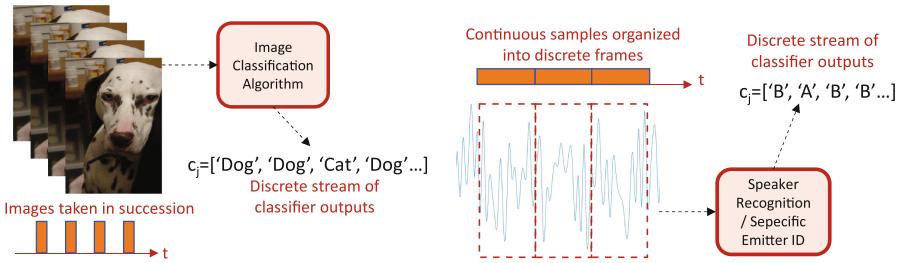 Image
Classification
Algorithm
cj=[‘Dog’, ‘Dog’, ‘Cat’, ‘Dog’...]
Discrete stream of
classifier outputs
Images taken in succession
t
Continuous samples organized
into discrete frames
t
Discrete stream of
classifier outputs
cj=[‘B’, ‘A’, ‘B’, ‘B’...]
Speaker
Recognition
/ Sepecific
Emitter ID